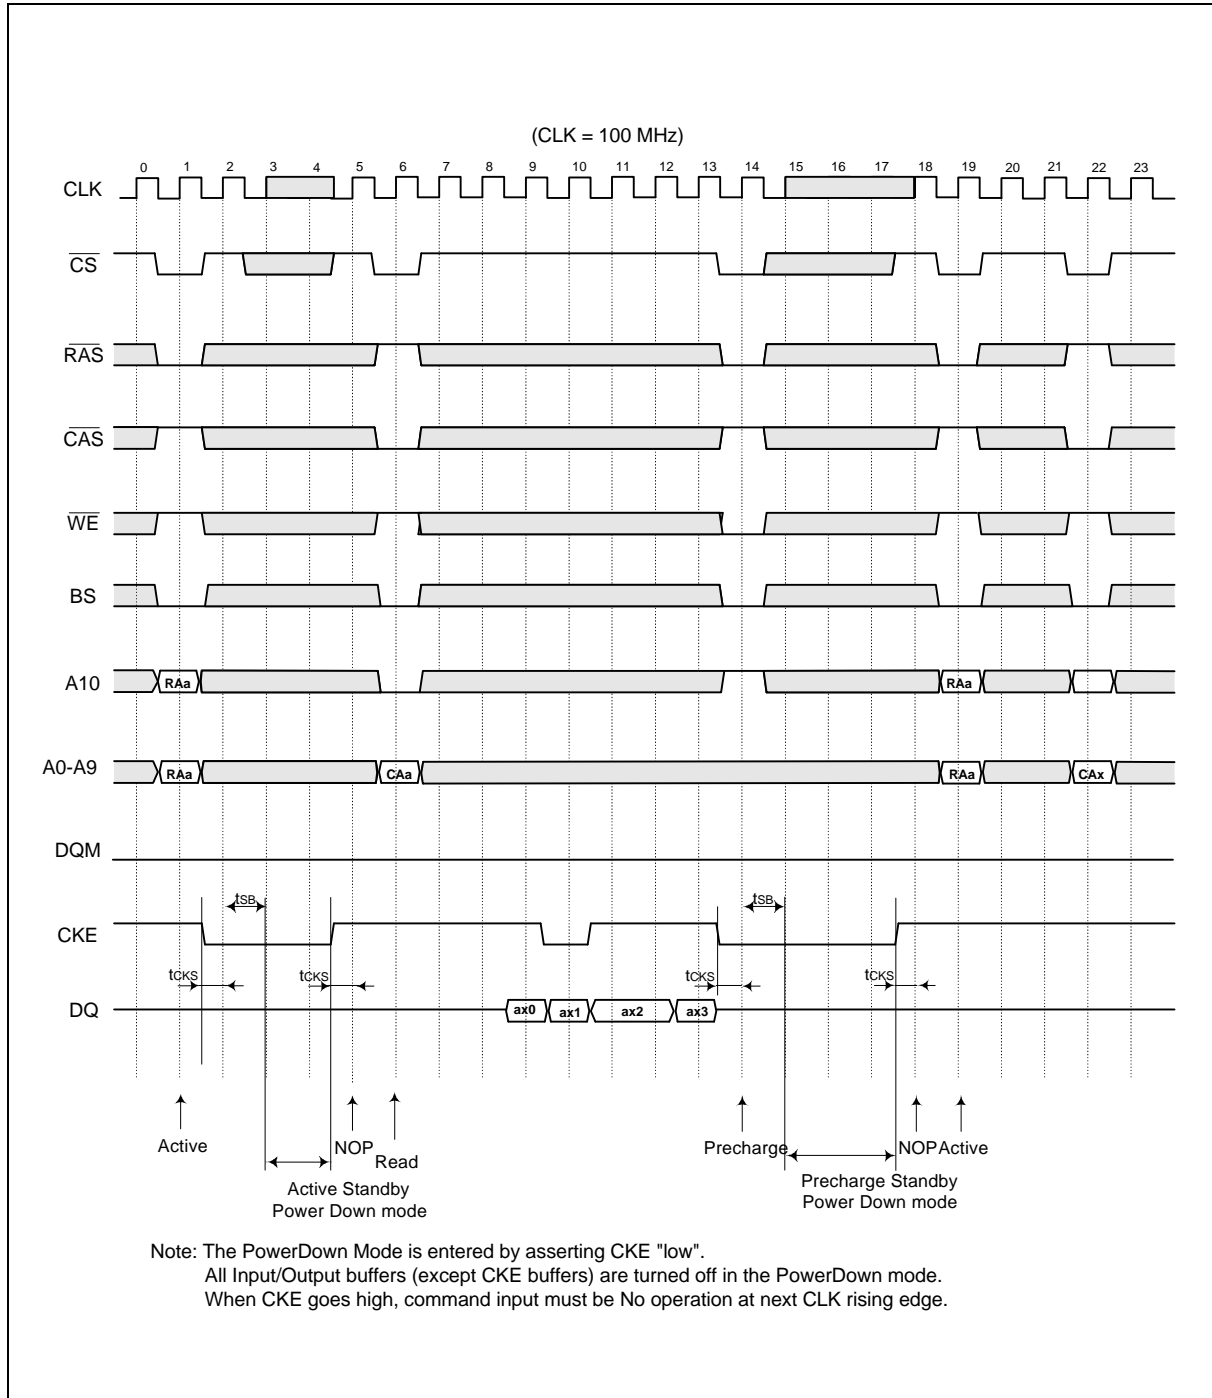 (CLK = 100 MHz)
0 1 2 3 4 5 6 7 8 9 10 11 12 13 14 15 16 17 18 19 20 21 22 23
CLK
CS
RAS
CAS
WE
BS
A10 RAa RAa
A0-A9 RAa CAa RAa CAx
DQM
tSB tSB
CKE
tCKS tCKS tCKS tCKS
DQ ax0 ax1 ax2 ax3
Active NOP Read Precharge NOP Active
Active Standby
Power Down mode
Precharge Standby
Power Down mode
Note: The PowerDown Mode is entered by asserting CKE "low".
All Input/Output buffers (except CKE buffers) are turned off in the PowerDown mode.
When CKE goes high, command input must be No operation at next CLK rising edge.